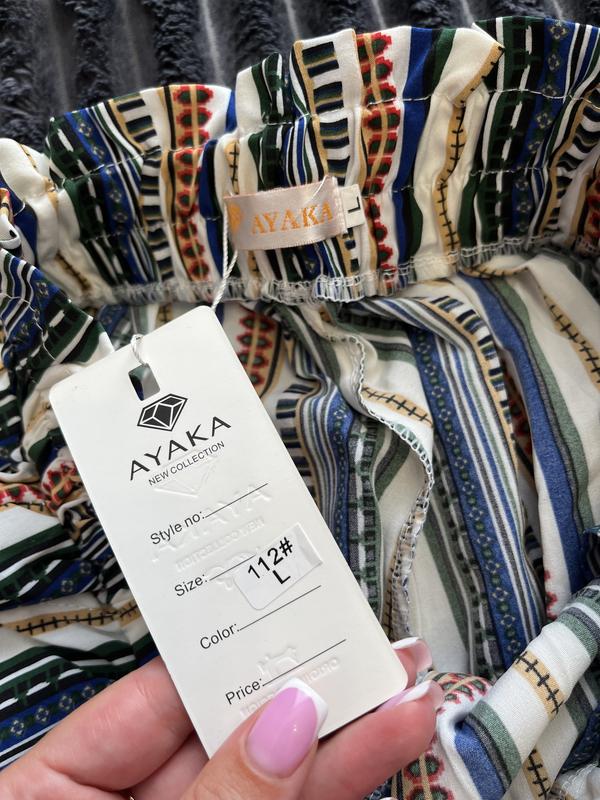 AYAKA
L
AYAKA
NEW COLLECTION
Style no:
Size:
112#
L
Color:
Price: